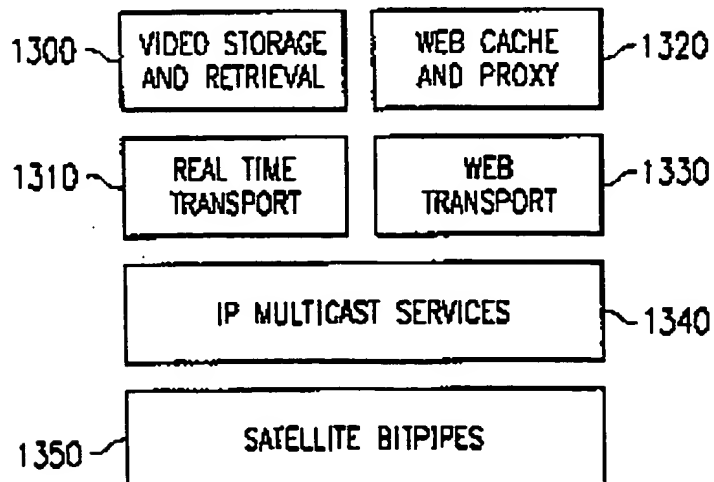 1300
VIDEO STORAGE
AND RETRIEVAL
WEB CACHE
AND PROXY
1320
1310
REAL TIME
TRANSPORT
WEB
TRANSPORT
1330
IP MULTICAST SERVICES
1340
SATELLITE BITPIPES
1350